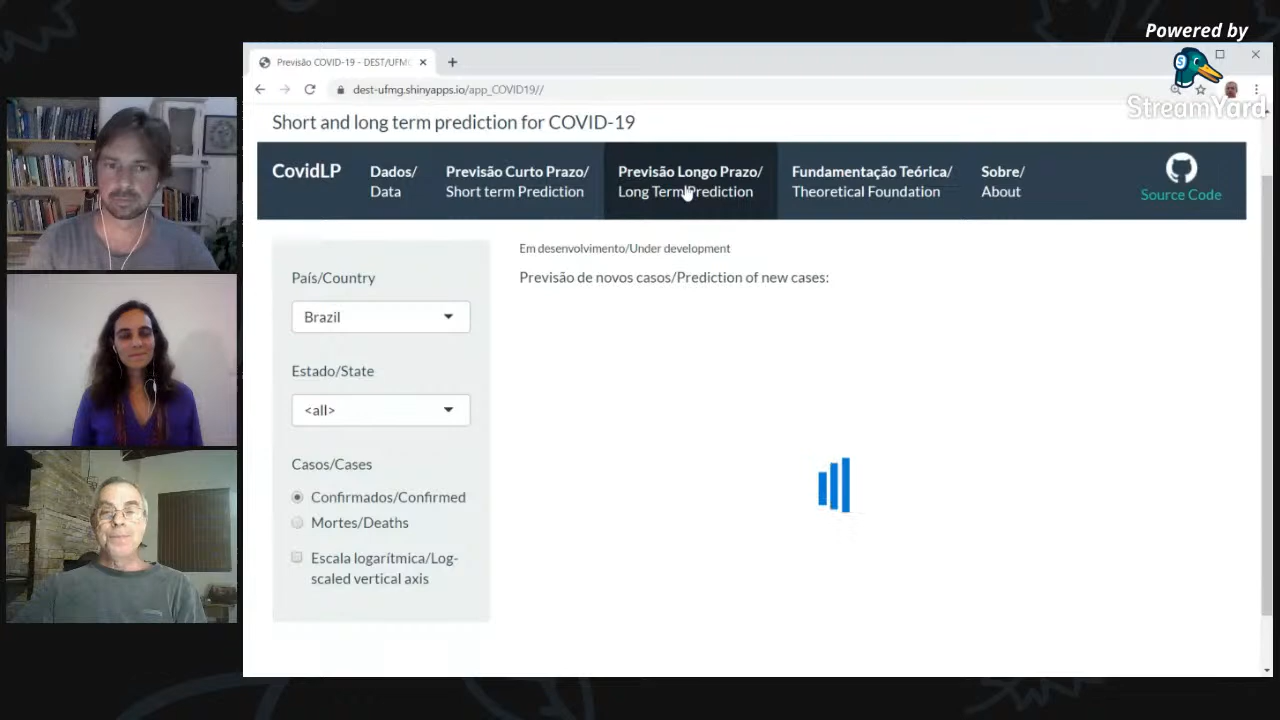 Powered by
StreamYard
Previsão COVID-19 - DEST/UFMG
dest-ufmg.shinyapps.io/app_COVID19//
Short and long term prediction for COVID-19
CovidLP
Dados/
Data
Previsão Curto Prazo/
Short term Prediction
Previsão Longo Prazo/
Long Term Prediction
Fundamentação Teórica/
Theoretical Foundation
Sobre/
About
Source Code
País/Country
Brazil
Estado/State
<all>
Casos/Cases
Confirmados/Confirmed
Mortes/Deaths
Escala logarítmica/Log-
scaled vertical axis
Em desenvolvimento/Under development
Previsão de novos casos/Prediction of new cases: